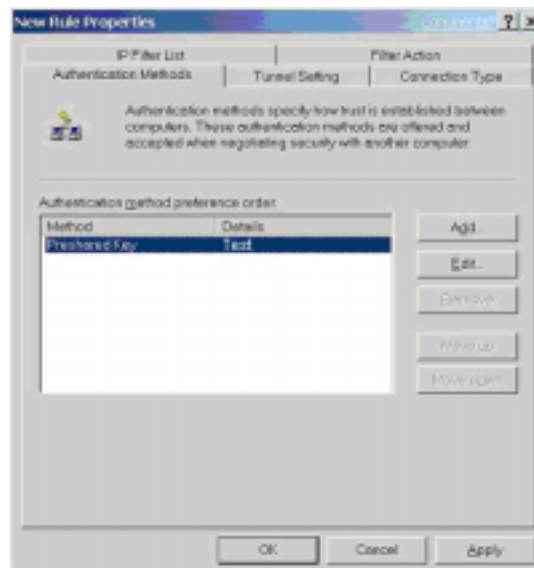 New Rule Properties
IP Filter List
Filter Action
Authentication Methods
Tunnel Setting
Connection Type
Authentication methods specify how trust is established between
computers. These authentication methods are offered and
accepted when negotiating security with another computer.
Authentication method preference order:
Method
Details
Preshared Key
Test
Add...
Edit...
Remove
Move up
Move down
OK
Cancel
Apply